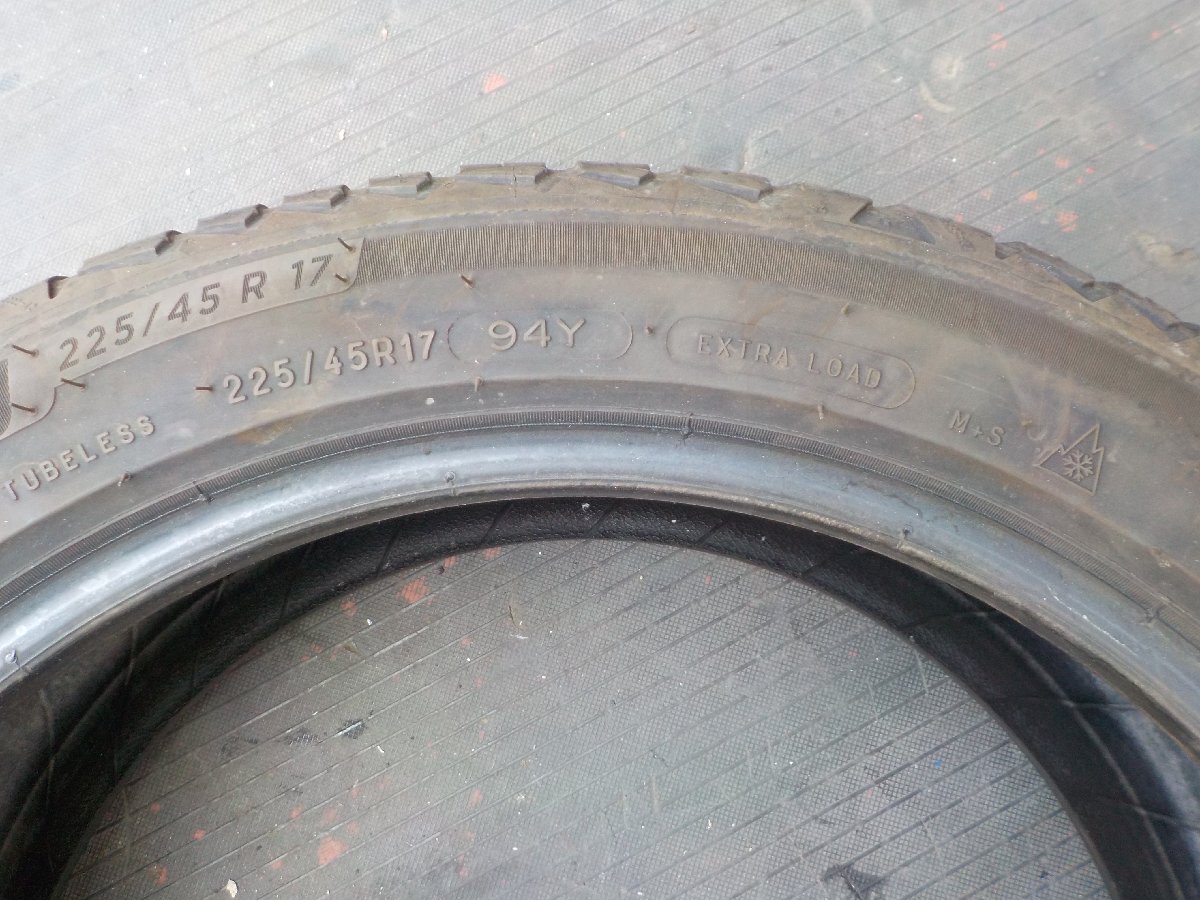 225/45 R 17
TUBELESS 225/45R17 94Y EXTRA LOAD M+S